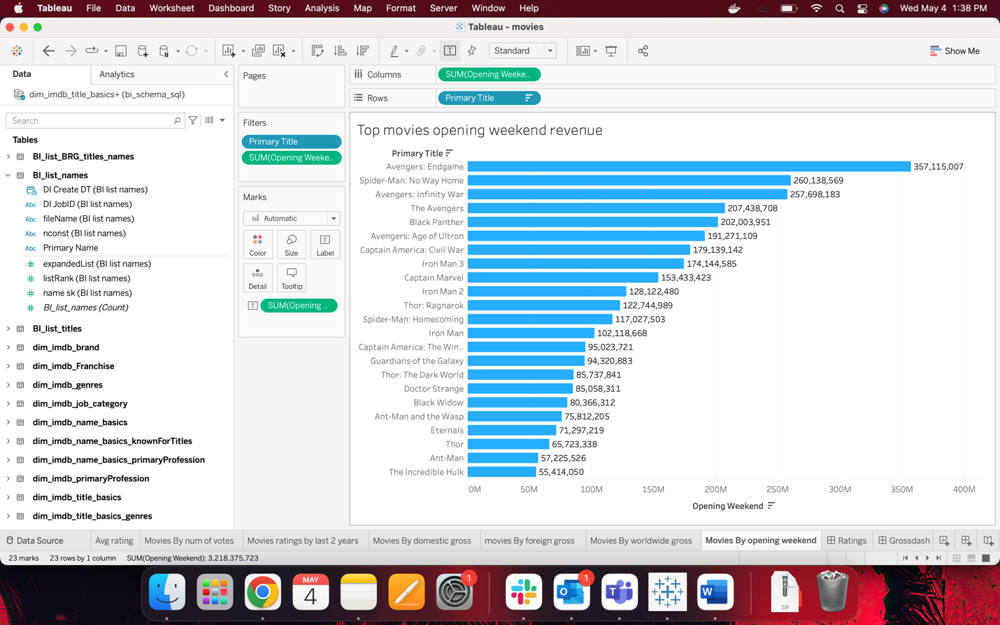 Tableau File Data Worksheet Dashboard Story Analysis Map Format Server Window Help Wed May 4 1:38 PM
Tableau - movies
Standard Show Me
Data Analytics
dim_imdb_title_basics+ (bi_schema_sql)
Search
Tables
BI_list_BRG_titles_names
BI_list_names
DI Create DT (BI list names)
Abc DI JobID (BI list names)
Abc fileName (BI list names)
Abc nconst (BI list names)
Abc Primary Name
expandedList (BI list names)
listRank (BI list names)
name sk (BI list names)
BI_list_names (Count)
BI_list_titles
dim_imdb_brand
dim_imdb_Franchise
dim_imdb_genres
dim_imdb_job_category
dim_imdb_name_basics
dim_imdb_name_basics_knownForTitles
dim_imdb_name_basics_primaryProfession
dim_imdb_primaryProfession
dim_imdb_title_basics
dim_imdb_title_basics_genres
Pages
Filters
Primary Title
SUM(Opening Weeke..
Marks
Automatic
Color Size Label
Detail Tooltip
SUM(Opening ..
Columns SUM(Opening Weeke..
Rows Primary Title
Top movies opening weekend revenue
Primary Title
Avengers: Endgame 357,115,007
Spider-Man: No Way Home 260,138,569
Avengers: Infinity War 257,698,183
The Avengers 207,438,708
Black Panther 202,003,951
Avengers: Age of Ultron 191,271,109
Captain America: Civil War 179,139,142
Iron Man 3 174,144,585
Captain Marvel 153,433,423
Iron Man 2 128,122,480
Thor: Ragnarok 122,744,989
Spider-Man: Homecoming 117,027,503
Iron Man 102,118,668
Captain America: The Win.. 95,023,721
Guardians of the Galaxy 94,320,883
Thor: The Dark World 85,737,841
Doctor Strange 85,058,311
Black Widow 80,366,312
Ant-Man and the Wasp 75,812,205
Eternals 71,297,219
Thor 65,723,338
Ant-Man 57,225,526
The Incredible Hulk 55,414,050
0M 50M 100M 150M 200M 250M 300M 350M 400M
Opening Weekend
Data Source Avg rating Movies By num of votes Movies ratings by last 2 years Movies By domestic gross movies By foreign gross Movies By worldwide gross Movies By opening weekend Ratings Grossdash
23 marks 23 rows by 1 column SUM(Opening Weekend): 3,218,375,723
MAY
4
1
1
O
T
W
ZIP